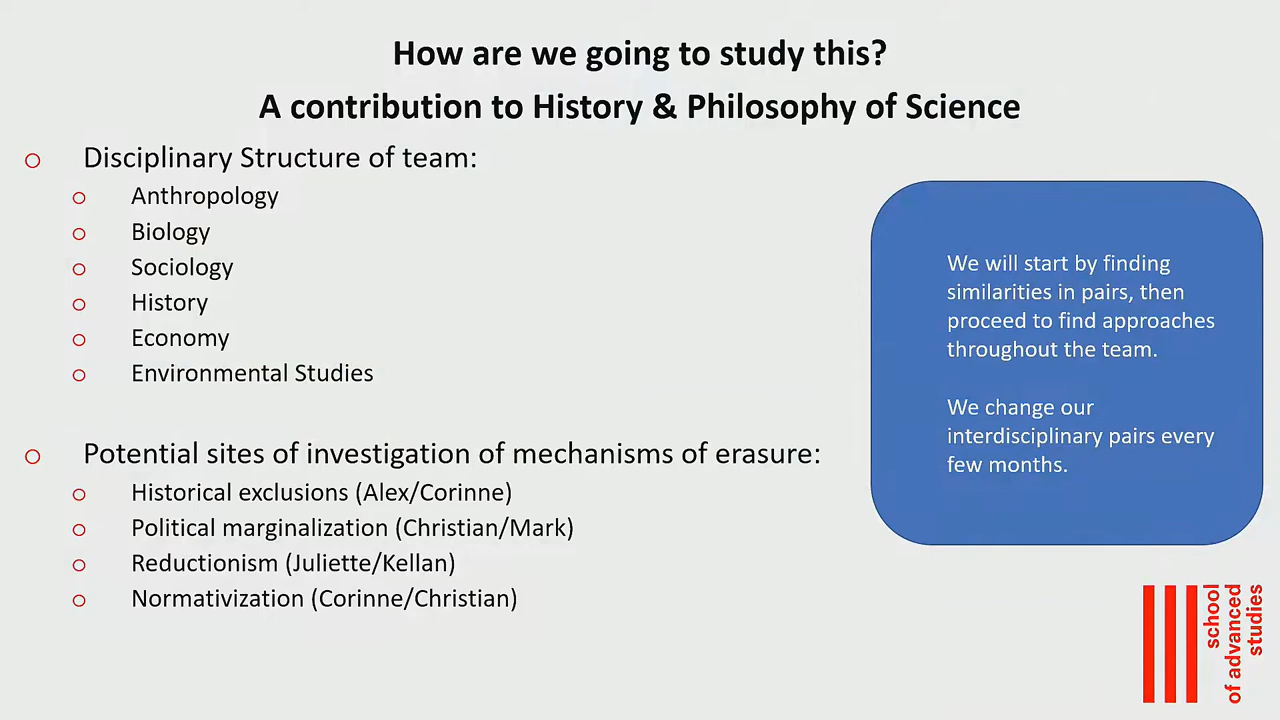 How are we going to study this?
A contribution to History & Philosophy of Science
Disciplinary Structure of team:
Anthropology
Biology
Sociology
History
Economy
Environmental Studies
Potential sites of investigation of mechanisms of erasure:
Historical exclusions (Alex/Corinne)
Political marginalization (Christian/Mark)
Reductionism (Juliette/Kellan)
Normativization (Corinne/Christian)
We will start by finding
similarities in pairs, then
proceed to find approaches
throughout the team.
We change our
interdisciplinary pairs every
few months.
school
of advanced
studies